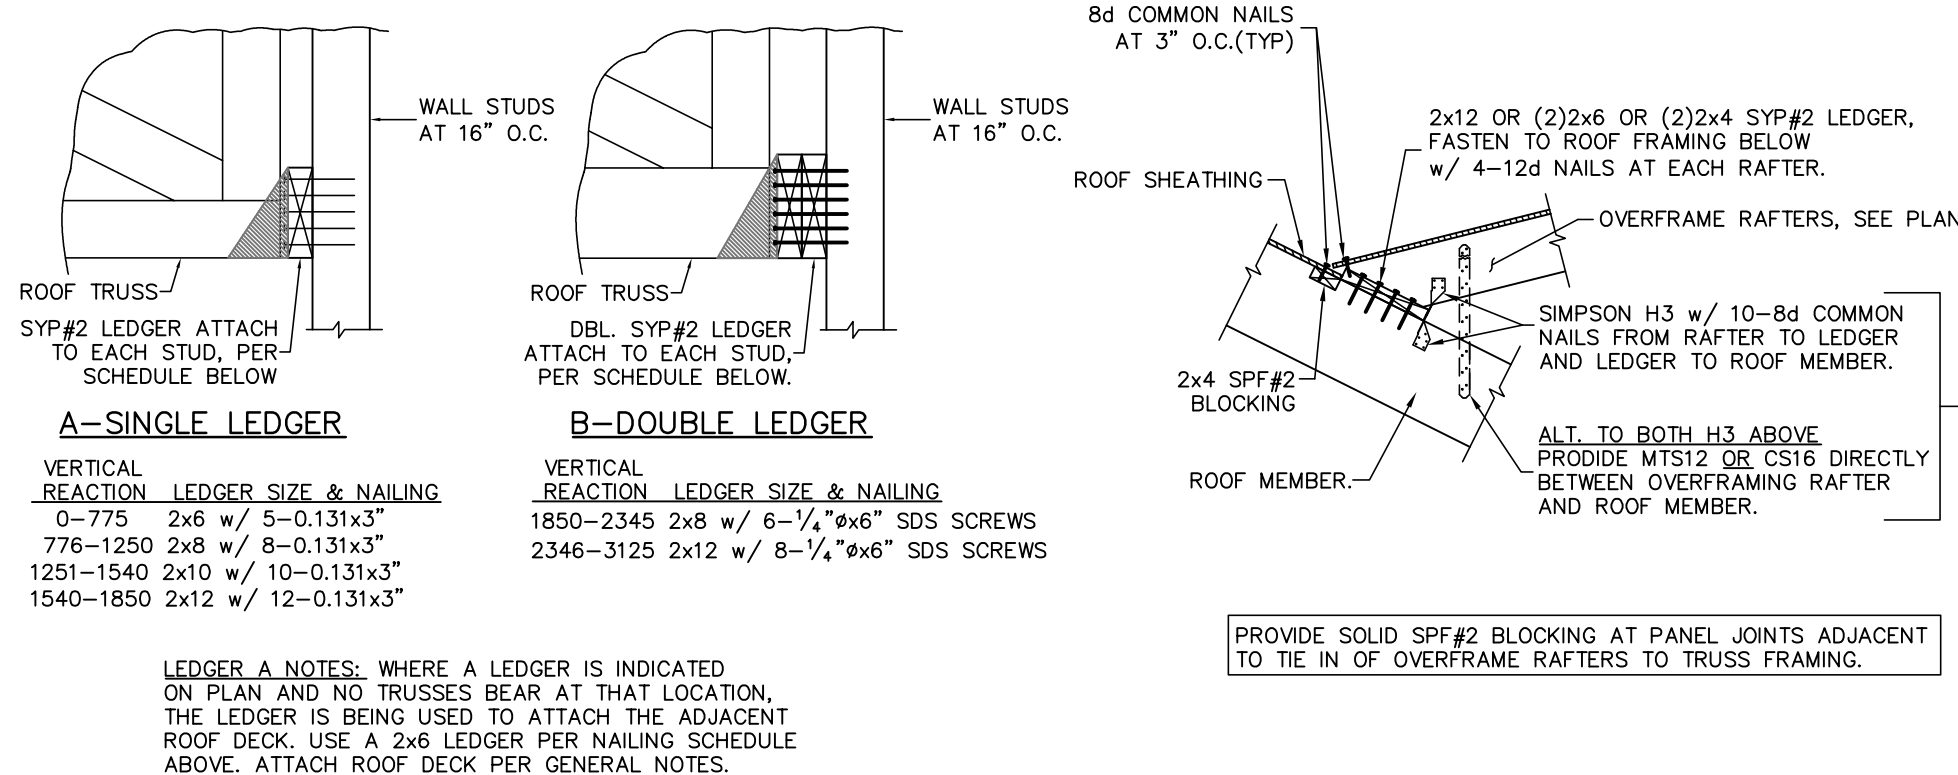 WALL STUDS
AT 16" O.C.
ROOF TRUSS
SYP#2 LEDGER ATTACH
TO EACH STUD, PER
SCHEDULE BELOW
A-SINGLE LEDGER
VERTICAL
REACTION LEDGER SIZE & NAILING
0-775 2x6 w/ 5-0.131x3"
776-1250 2x8 w/ 8-0.131x3"
1251-1540 2x10 w/ 10-0.131x3"
1540-1850 2x12 w/ 12-0.131x3"
WALL STUDS
AT 16" O.C.
ROOF TRUSS
DBL. SYP#2 LEDGER
ATTACH TO EACH STUD,
PER SCHEDULE BELOW.
B-DOUBLE LEDGER
VERTICAL
REACTION LEDGER SIZE & NAILING
1850-2345 2x8 w/ 6-1/4"øx6" SDS SCREWS
2346-3125 2x12 w/ 8-1/4"øx6" SDS SCREWS
LEDGER A NOTES: WHERE A LEDGER IS INDICATED
ON PLAN AND NO TRUSSES BEAR AT THAT LOCATION,
THE LEDGER IS BEING USED TO ATTACH THE ADJACENT
ROOF DECK. USE A 2x6 LEDGER PER NAILING SCHEDULE
ABOVE. ATTACH ROOF DECK PER GENERAL NOTES.
8d COMMON NAILS
AT 3" O.C.(TYP)
2x12 OR (2)2x6 OR (2)2x4 SYP#2 LEDGER,
FASTEN TO ROOF FRAMING BELOW
w/ 4-12d NAILS AT EACH RAFTER.
ROOF SHEATHING
OVERFRAME RAFTERS, SEE PLAN
SIMPSON H3 w/ 10-8d COMMON
NAILS FROM RAFTER TO LEDGER
AND LEDGER TO ROOF MEMBER.
2x4 SPF#2
BLOCKING
ALT. TO BOTH H3 ABOVE
PRODIDE MTS12 OR CS16 DIRECTLY
BETWEEN OVERFRAMING RAFTER
AND ROOF MEMBER.
ROOF MEMBER.
PROVIDE SOLID SPF#2 BLOCKING AT PANEL JOINTS ADJACENT
TO TIE IN OF OVERFRAME RAFTERS TO TRUSS FRAMING.